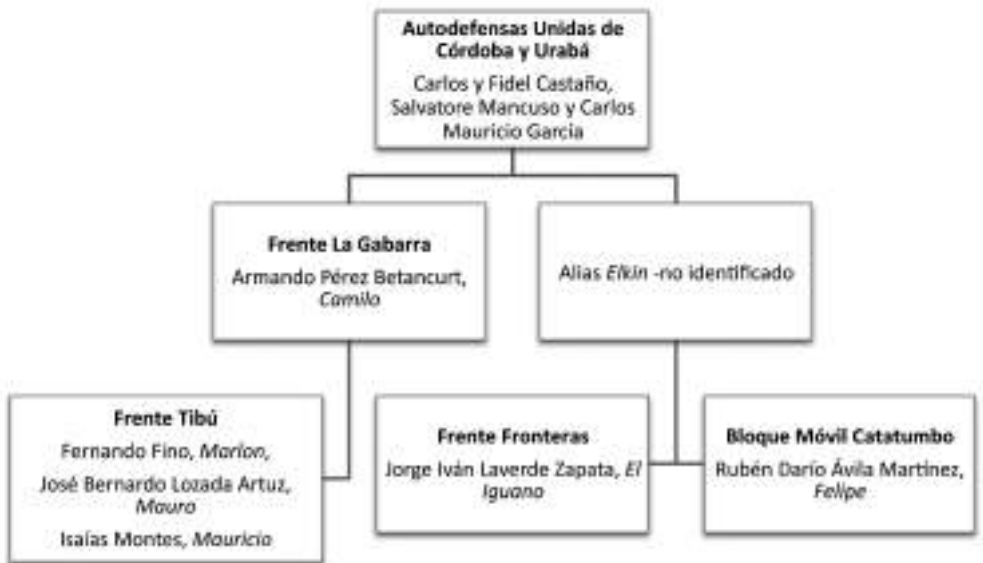 Autodefensas Unidas de
Córdoba y Urabá
Carlos y Fidel Castaño,
Salvatore Mancuso y Carlos
Mauricio García
Frente La Gabarra
Armando Pérez Betancurt,
Camilo
Alias Elkin -no identificado
Frente Tibú
Fernando Fino, Marlon,
José Bernardo Lozada Artuz,
Mauro
Isaías Montes, Mauricio
Frente Fronteras
Jorge Iván Laverde Zapata, El
Iguano
Bloque Móvil Catatumbo
Rubén Darío Ávila Martínez,
Felipe